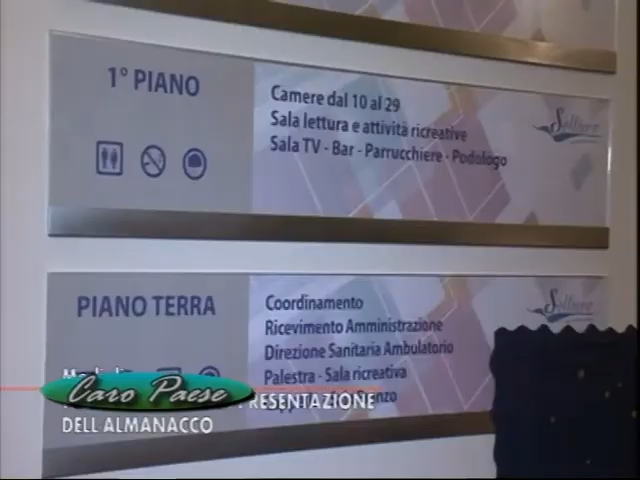 1° PIANO
Camere dal 10 al 29
Sala lettura e attività ricreative
Sala TV - Bar - Parrucchiere - Podologo
PIANO TERRA
Coordinamento
Ricevimento Amministrazione
Direzione Sanitaria Ambulatorio
Palestra - Sala ricreativa
Caro Paese
PRESENTAZIONE
DELL ALMANACCO